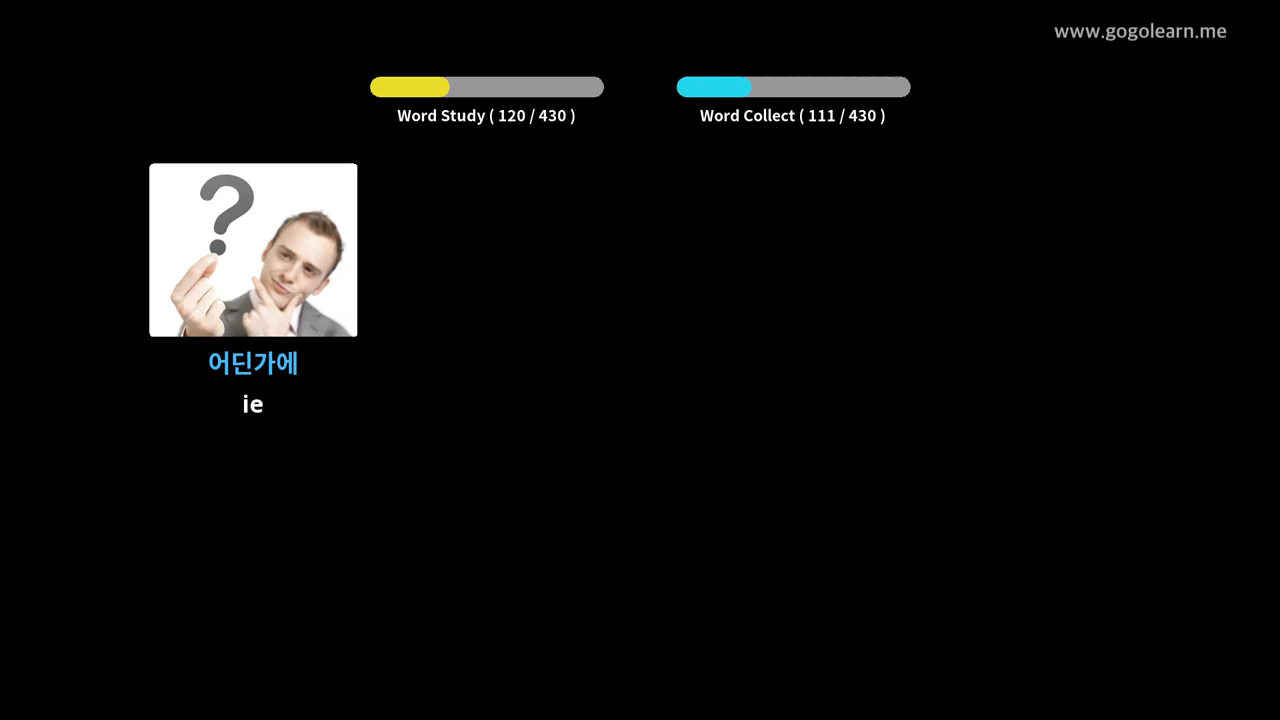 www.gogolearn.me
Word Study ( 120 / 430 )
Word Collect ( 111 / 430 )
?
어딘가에
ie